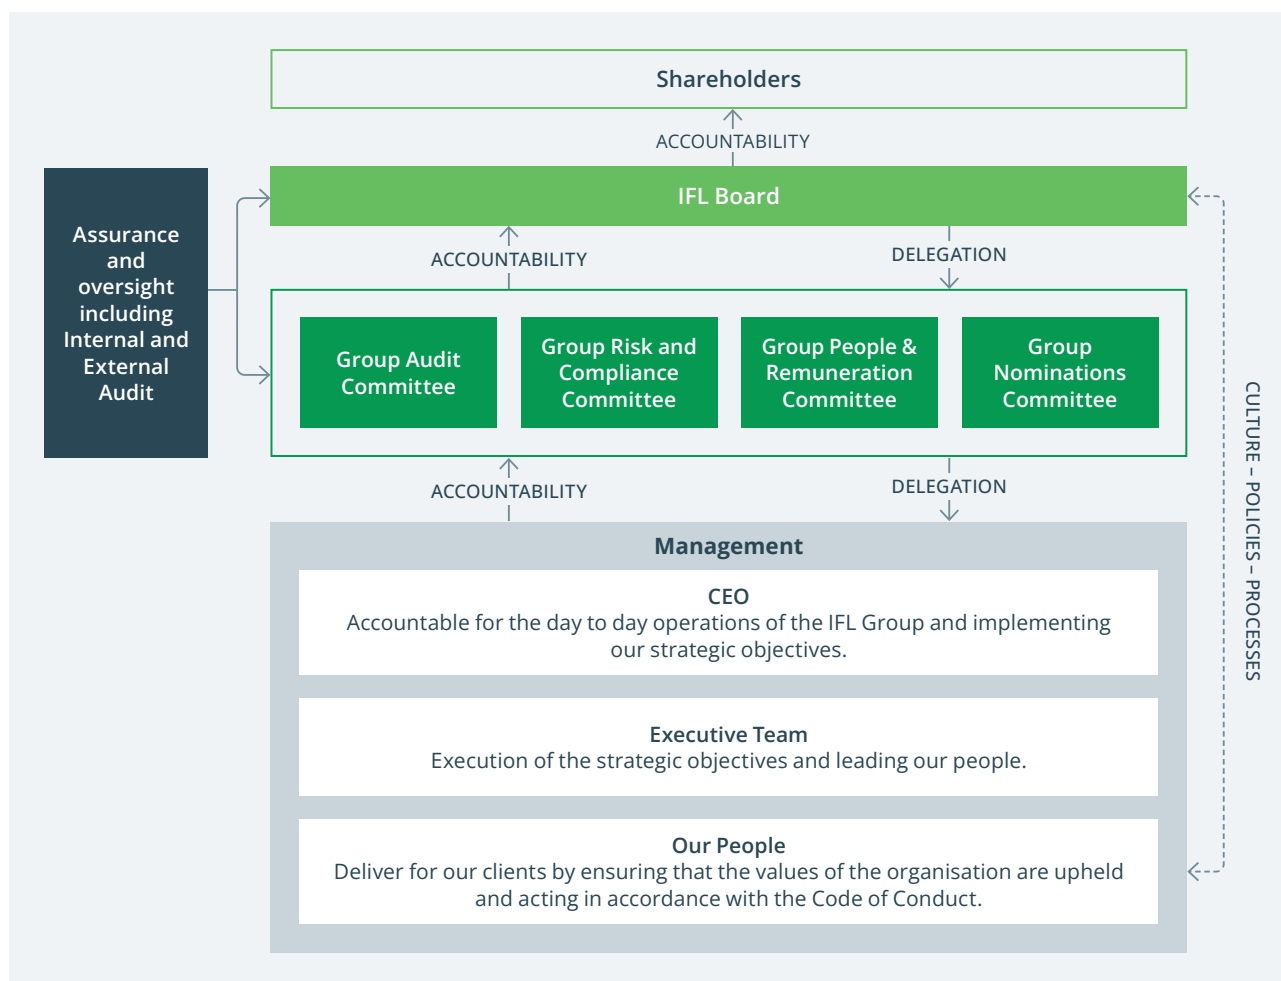 Shareholders
ACCOUNTABILITY
IFL Board
Assurance
and
oversight
including
Internal and
External
Audit
ACCOUNTABILITY
DELEGATION
Group Audit
Committee
Group Risk and
Compliance
Committee
Group People &
Remuneration
Committee
Group
Nominations
Committee
ACCOUNTABILITY
DELEGATION
CULTURE – POLICIES – PROCESSES
Management
CEO
Accountable for the day to day operations of the IFL Group and implementing
our strategic objectives.
Executive Team
Execution of the strategic objectives and leading our people.
Our People
Deliver for our clients by ensuring that the values of the organisation are upheld
and acting in accordance with the Code of Conduct.